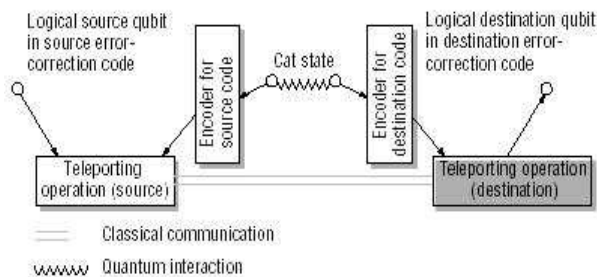 Logical source qubit
in source error-
correction code
Encoder for
source code
Cat state
Encoder for
destination code
Logical destination qubit
in destination error-
correction code
Teleporting
operation (source)
Teleporting operation
(destination)
Classical communication
Quantum interaction